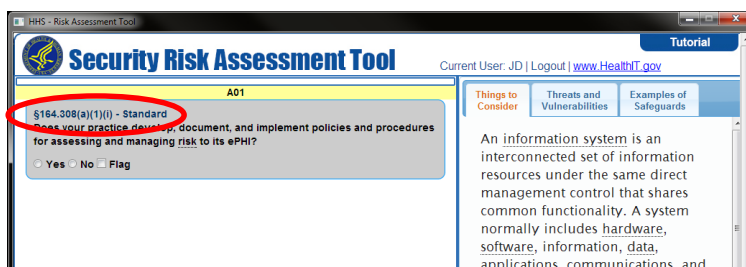 HHS - Risk Assessment Tool
Tutorial
Security Risk Assessment Tool
Current User: JD | Logout | www.HealthIT.gov
A01
§164.308(a)(1)(i) - Standard
Does your practice develop, document, and implement policies and procedures
for assessing and managing risk to its ePHI?
Yes No Flag
Things to
Consider
Threats and
Vulnerabilities
Examples of
Safeguards
An information system is an
interconnected set of information
resources under the same direct
management control that shares
common functionality. A system
normally includes hardware,
software, information, data,
applications, communications, and